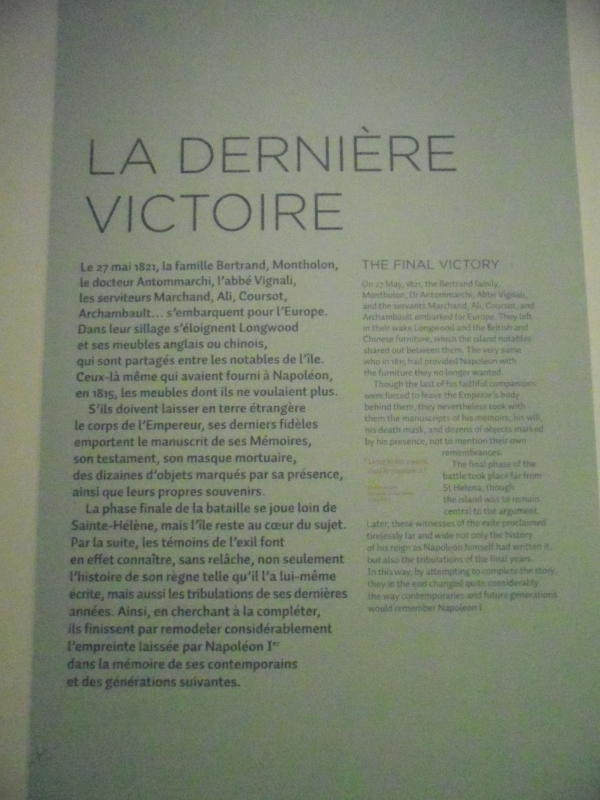 LA DERNIÈRE
VICTOIRE
Le 27 mai 1821, la famille Bertrand, Montholon,
le docteur Antommarchi, l'abbé Vignali,
les serviteurs Marchand, Ali, Coursot,
Archambault... s'embarquent pour l'Europe.
Dans leur sillage s'éloignent Longwood
et ses meubles anglais ou chinois,
qui sont partagés entre les notables de l'île.
Ceux-là même qui avaient fourni à Napoléon,
en 1815, les meubles dont ils ne voulaient plus.
S'ils doivent laisser en terre étrangère
le corps de l'Empereur, ses derniers fidèles
emportent le manuscrit de ses Mémoires,
son testament, son masque mortuaire,
des dizaines d'objets marqués par sa présence,
ainsi que leurs propres souvenirs.
La phase finale de la bataille se joue loin de
Sainte-Hélène, mais l'île reste au cœur du sujet.
Par la suite, les témoins de l'exil font
en effet connaître, sans relâche, non seulement
l'histoire de son règne telle qu'il l'a lui-même
écrite, mais aussi les tribulations de ses dernières
années. Ainsi, en cherchant à la compléter,
ils finissent par remodeler considérablement
l'empreinte laissée par Napoléon Ier
dans la mémoire de ses contemporains
et des générations suivantes.
THE FINAL VICTORY
On 27 May, 1821, the Bertrand family,
Montholon, Dr Antommarchi, Abbé Vignali,
and the servants Marchand, Ali, Coursot, and
Archambault embarked for Europe. They left
in their wake Longwood and the British and
Chinese furniture, which the island notables
shared out between them. The very same
who in 1815 had provided Napoleon with
the furniture they no longer wanted.
Though the last of his faithful companions
were forced to leave the Emperor's body
behind them, they nevertheless took with
them the manuscripts of his memoirs, his will,
his death mask, and dozens of objects marked
by his presence, not to mention their own
remembrances.
The final phase of the
battle took place far from
St Helena, though
the island was to remain
central to the argument.
Later, these witnesses of the exile proclaimed
tirelessly far and wide not only the history
of his reign as Napoleon himself had written it,
but also the tribulations of the final years.
In this way, by attempting to complete the story,
they in the end changed quite considerably
the way contemporaries and future generations
would remember Napoleon I.